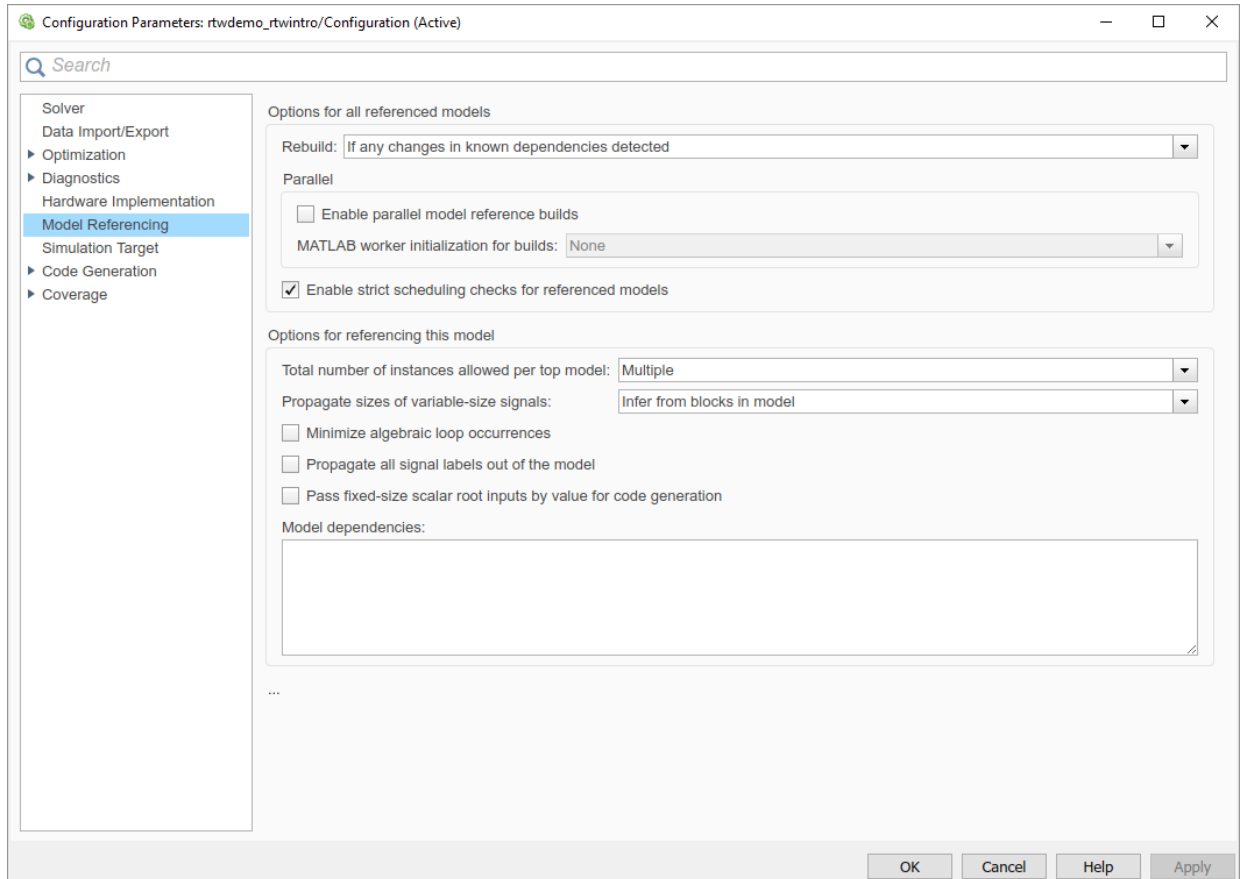 Configuration Parameters: rtwdemo_rtwintro/Configuration (Active)
Search
Solver
Data Import/Export
Optimization
Diagnostics
Hardware Implementation
Model Referencing
Simulation Target
Code Generation
Coverage
Options for all referenced models
Rebuild: If any changes in known dependencies detected
Parallel
Enable parallel model reference builds
MATLAB worker initialization for builds: None
Enable strict scheduling checks for referenced models
Options for referencing this model
Total number of instances allowed per top model: Multiple
Propagate sizes of variable-size signals: Infer from blocks in model
Minimize algebraic loop occurrences
Propagate all signal labels out of the model
Pass fixed-size scalar root inputs by value for code generation
Model dependencies:
...
OK Cancel Help Apply